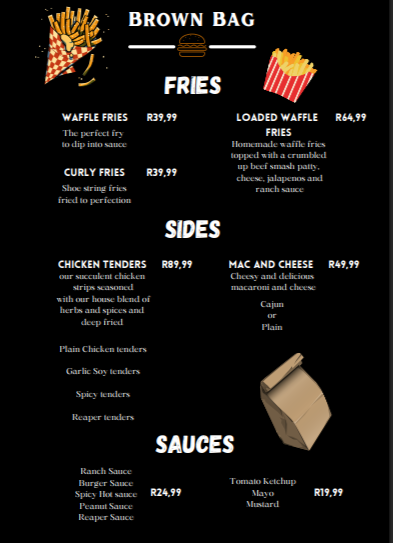 BROWN BAG
FRIES
WAFFLE FRIES R39,99
The perfect fry
to dip into sauce
CURLY FRIES R39,99
Shoe string fries
fried to perfection
LOADED WAFFLE R64,99
FRIES
Homemade waffle fries
topped with a crumbled
up beef smash patty,
cheese, jalapenos and
ranch sauce
SIDES
CHICKEN TENDERS R89,99
our succulent chicken
strips seasoned
with our house blend of
herbs and spices and
deep fried
Plain Chicken tenders
Garlic Soy tenders
Spicy tenders
Reaper tenders
MAC AND CHEESE R49,99
Cheesy and delicious
macaroni and cheese
Cajun
or
Plain
SAUCES
Ranch Sauce
Burger Sauce
Spicy Hot sauce R24,99
Peanut Sauce
Reaper Sauce
Tomato Ketchup
Mayo R19,99
Mustard